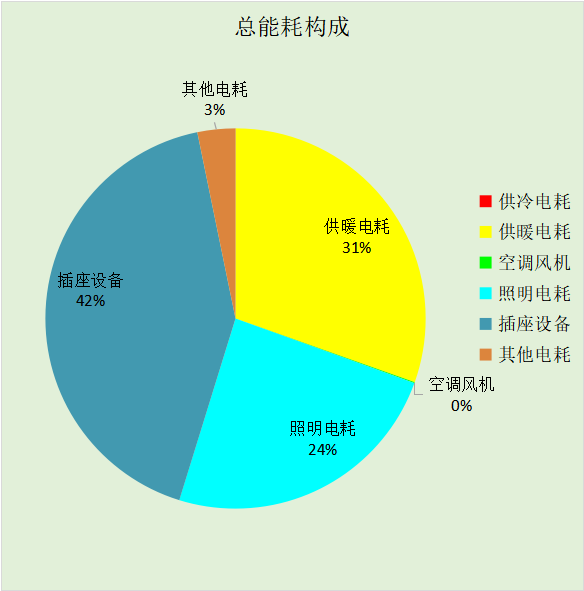 总能耗构成
其他电耗
3%
供暖电耗
31%
插座设备
42%
空调风机
0%
照明电耗
24%
供冷电耗
供暖电耗
空调风机
照明电耗
插座设备
其他电耗